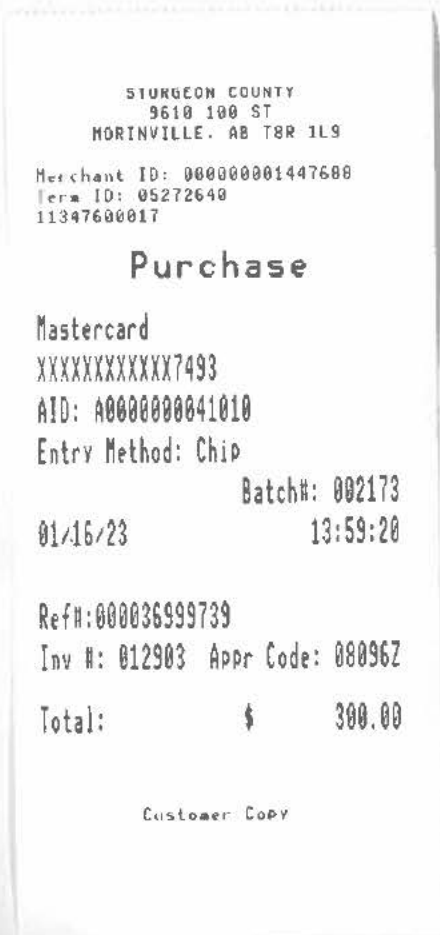 STURGEON COUNTY
9610 100 ST
MORINVILLE. AB T8R 1L9
Merchant ID: 000000001447688
Term ID: 05272640
11347600017
Purchase
Mastercard
XXXXXXXXXXXX7493
AID: A0000000041010
Entry Method: Chip
Batch#: 002173
01/16/23 13:59:20
Ref#:000036999739
Inv #: 012903 Appr Code: 08096Z
Total: $ 300.00
Customer Copy